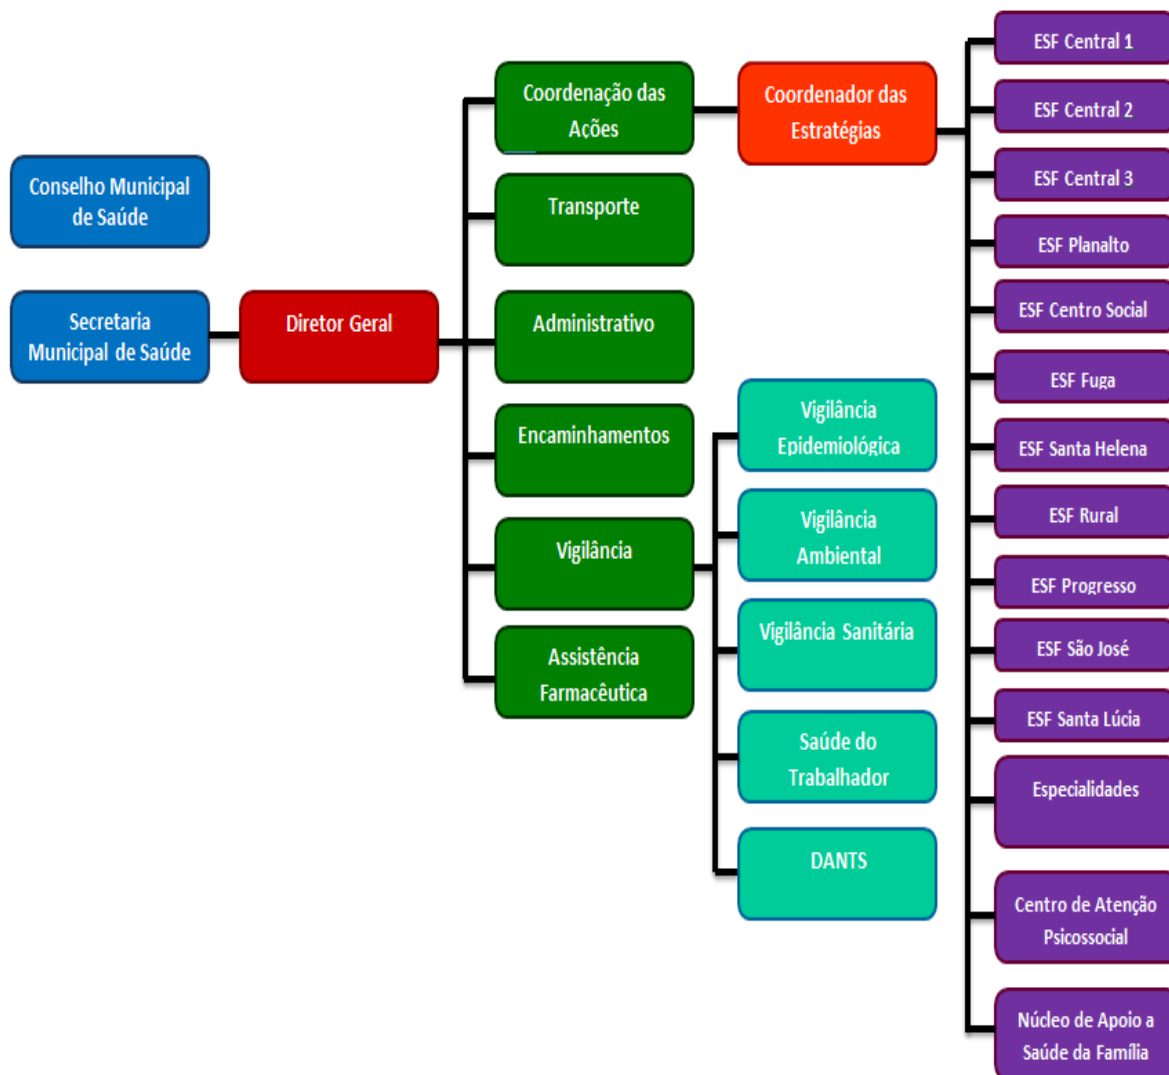 Conselho Municipal
de Saúde
Secretaria
Municipal de Saúde
Diretor Geral
Coordenação das
Ações
Transporte
Administrativo
Encaminhamentos
Vigilância
Assistência
Farmacêutica
Coordenador das
Estratégias
Vigilância
Epidemiológica
Vigilância
Ambiental
Vigilância Sanitária
Saúde do
Trabalhador
DANTS
ESF Central 1
ESF Central 2
ESF Central 3
ESF Planalto
ESF Centro Social
ESF Fuga
ESF Santa Helena
ESF Rural
ESF Progresso
ESF São José
ESF Santa Lúcia
Especialidades
Centro de Atenção
Psicossocial
Núcleo de Apoio a
Saúde da Família